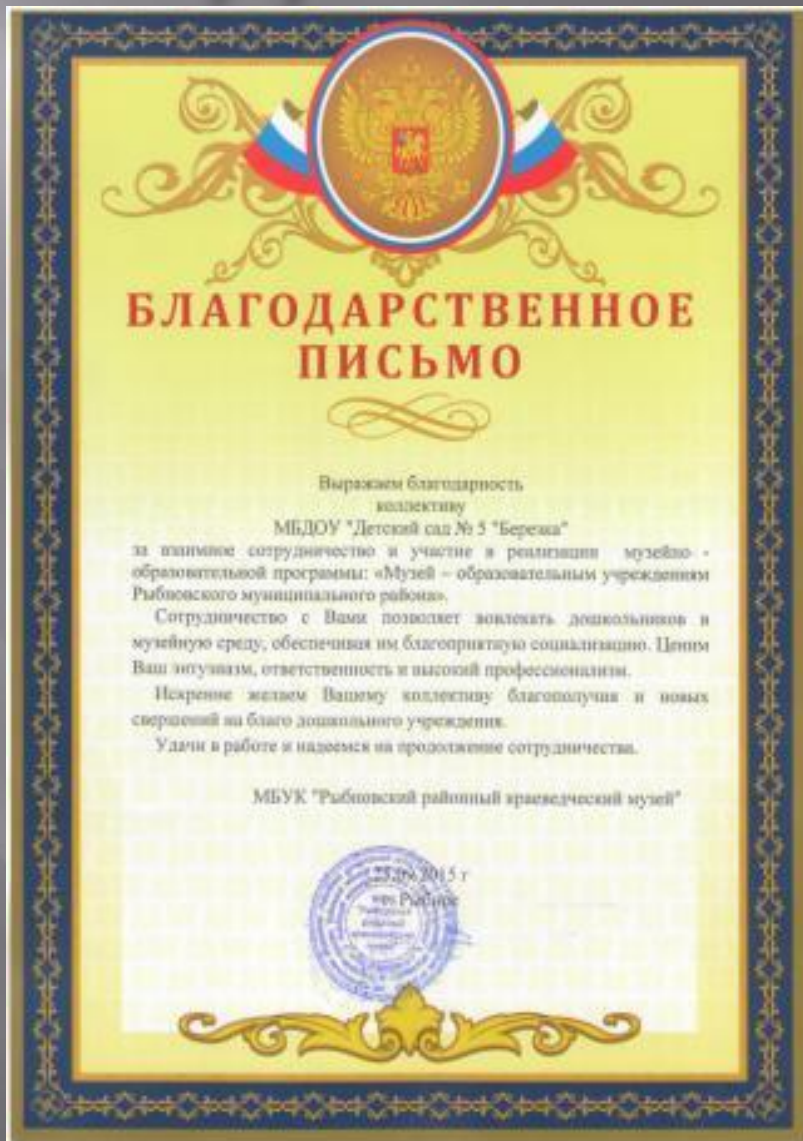 БЛАГОДАРСТВЕННОЕ
ПИСЬМО
Выражаем благодарность
коллективу
МБДОУ "Детский сад № 5 "Березка"
за взаимное сотрудничество и участие в реализации музейно -
образовательной программы: «Музей – образовательным учреждениям
Рыбновского муниципального района».
Сотрудничество с Вами позволяет вовлекать дошкольников в
музейную среду, обеспечивая им благоприятную социализацию. Ценим
Ваш энтузиазм, ответственность и высокий профессионализм.
Искренне желаем Вашему коллективу благополучия и новых
свершений на благо дошкольного учреждения.
Удачи в работе и надеемся на продолжение сотрудничества.
МБУК "Рыбновский районный краеведческий музей"
2015 г
Рыбное